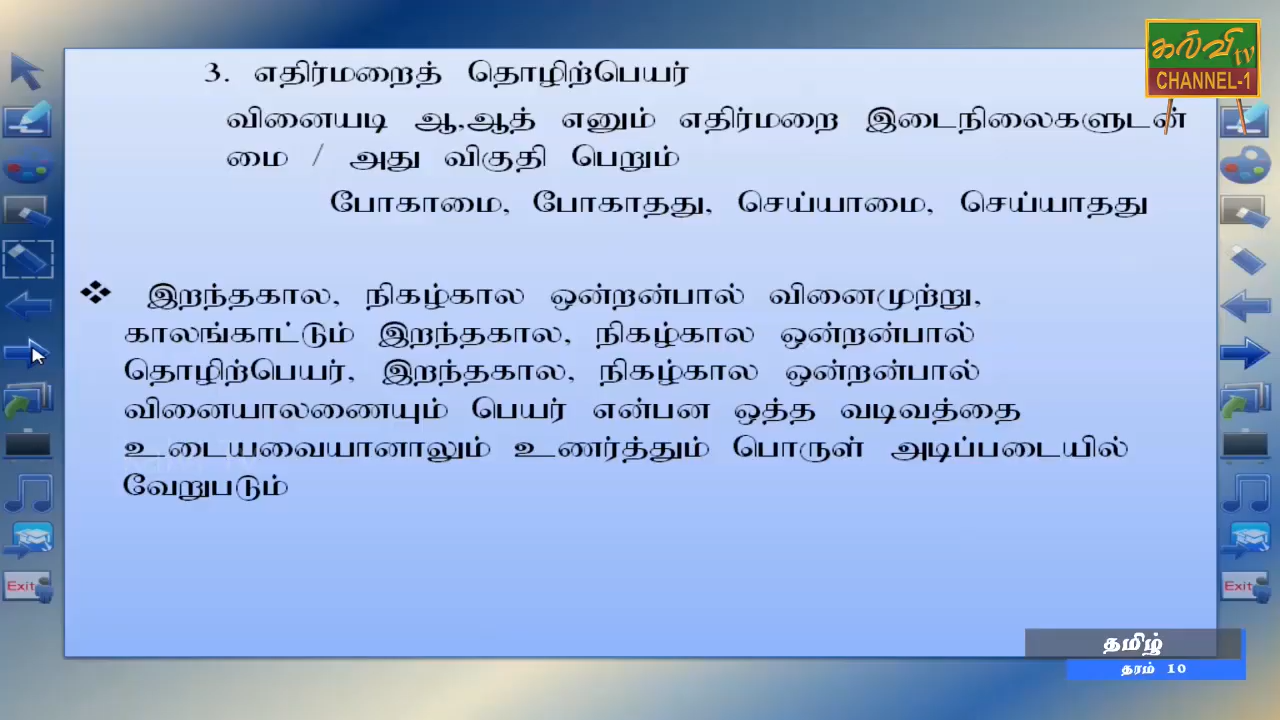 கல்வி tv
CHANNEL-1
3. எதிர்மறைத் தொழிற்பெயர்
வினையடி ஆ,ஆத் எனும் எதிர்மறை இடைநிலைகளுடன்
மை / அது விகுதி பெறும்
போகாமை, போகாதது, செய்யாமை, செய்யாதது
❖ இறந்தகால, நிகழ்கால ஒன்றன்பால் வினைமுற்று,
காலங்காட்டும் இறந்தகால, நிகழ்கால ஒன்றன்பால்
தொழிற்பெயர், இறந்தகால, நிகழ்கால ஒன்றன்பால்
வினையாலணையும் பெயர் என்பன ஒத்த வடிவத்தை
உடையவையானாலும் உணர்த்தும் பொருள் அடிப்படையில்
வேறுபடும்
Exit
Exit
தமிழ்
தரம் 10